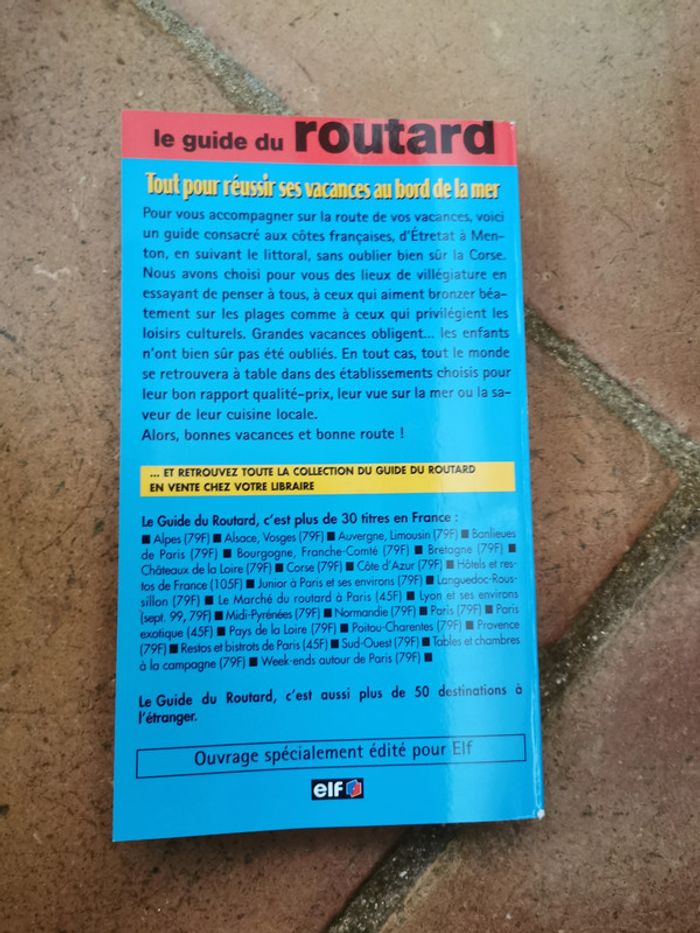 le guide du routard
Tout pour réussir ses vacances au bord de la mer
Pour vous accompagner sur la route de vos vacances, voici
un guide consacré aux côtes françaises, d'Étretat à Men-
ton, en suivant le littoral, sans oublier bien sûr la Corse.
Nous avons choisi pour vous des lieux de villégiature en
essayant de penser à tous, à ceux qui aiment bronzer béa-
tement sur les plages comme à ceux qui privilégient les
loisirs culturels. Grandes vacances obligent... les enfants
n'ont bien sûr pas été oubliés. En tout cas, tout le monde
se retrouvera à table dans des établissements choisis pour
leur bon rapport qualité-prix, leur vue sur la mer ou la sa-
veur de leur cuisine locale.
Alors, bonnes vacances et bonne route !
... ET RETROUVEZ TOUTE LA COLLECTION DU GUIDE DU ROUTARD
EN VENTE CHEZ VOTRE LIBRAIRE
Le Guide du Routard, c'est plus de 30 titres en France :
■ Alpes (79F) ■ Alsace, Vosges (79F) ■ Auvergne, Limousin (79F) ■ Banlieues
de Paris (79F) ■ Bourgogne, Franche-Comté (79F) ■ Bretagne (79F) ■
Châteaux de la Loire (79F) ■ Corse (79F) ■ Côte d'Azur (79F) ■ Hôtels et res-
tos de France (105F) ■ Junior à Paris et ses environs (79F) ■ Languedoc-Rous-
sillon (79F) ■ Le Marché du routard à Paris (45F) ■ Lyon et ses environs
(sept. 99, 79F) ■ Midi-Pyrénées (79F) ■ Normandie (79F) ■ Paris (79F) ■ Paris
exotique (45F) ■ Pays de la Loire (79F) ■ Poitou-Charentes (79F) ■ Provence
(79F) ■ Restos et bistrots de Paris (45F) ■ Sud-Ouest (79F) ■ Tables et chambres
à la campagne (79F) ■ Week-ends autour de Paris (79F) ■
Le Guide du Routard, c'est aussi plus de 50 destinations à
l'étranger.
Ouvrage spécialement édité pour Elf
elf